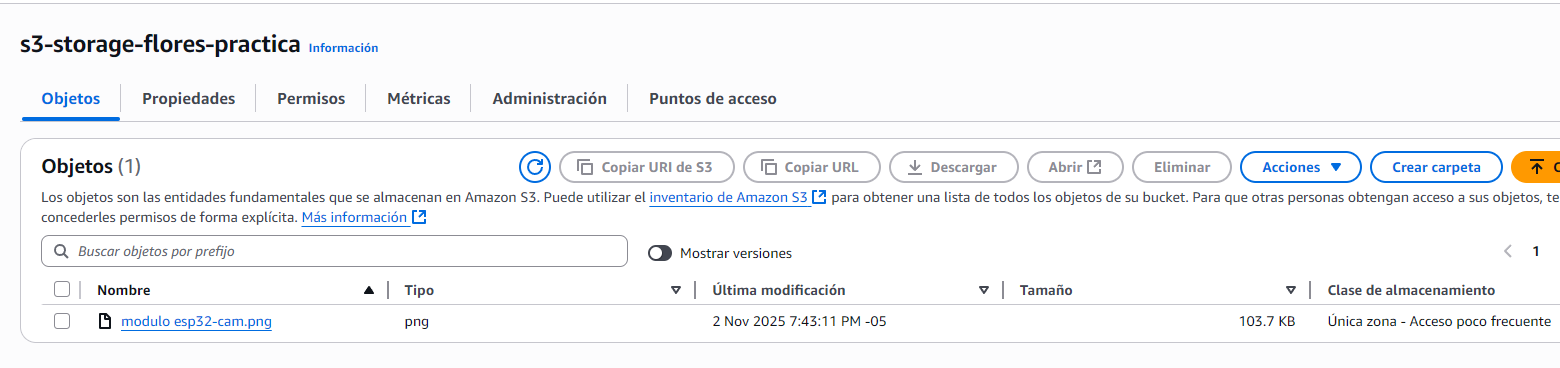 s3-storage-flores-practica Información
Objetos Propiedades Permisos Métricas Administración Puntos de acceso
Objetos (1) Copiar URI de S3 Copiar URL Descargar Abrir Eliminar Acciones Crear carpeta
Los objetos son las entidades fundamentales que se almacenan en Amazon S3. Puede utilizar el inventario de Amazon S3 para obtener una lista de todos los objetos de su bucket. Para que otras personas obtengan acceso a sus objetos, te
concederles permisos de forma explícita. Más información
Buscar objetos por prefijo Mostrar versiones 1
Nombre Tipo Última modificación Tamaño Clase de almacenamiento
modulo esp32-cam.png png 2 Nov 2025 7:43:11 PM -05 103.7 KB Única zona - Acceso poco frecuente